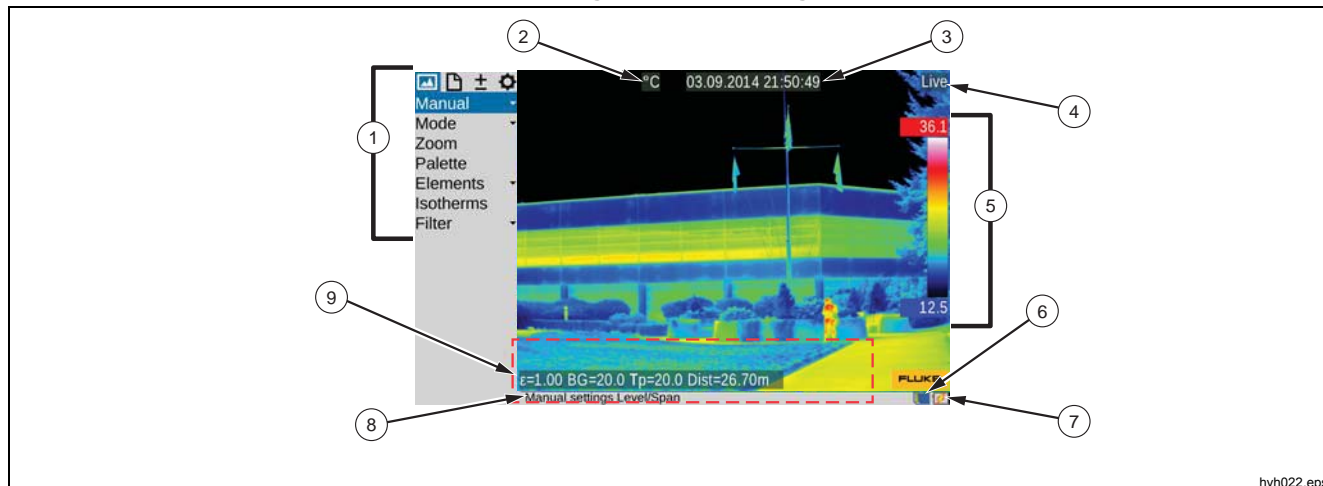 2
3
°C
03.09.2014 21:50:49
Live
4
1
Manual
Mode
Zoom
Palette
Elements
Isotherms
Filter
36.1
5
12.5
9
6
ε=1.00 BG=20.0 Tp=20.0 Dist=26.70m
FLUKE
Manual settings Level/Span
8
7
hyh022.eps